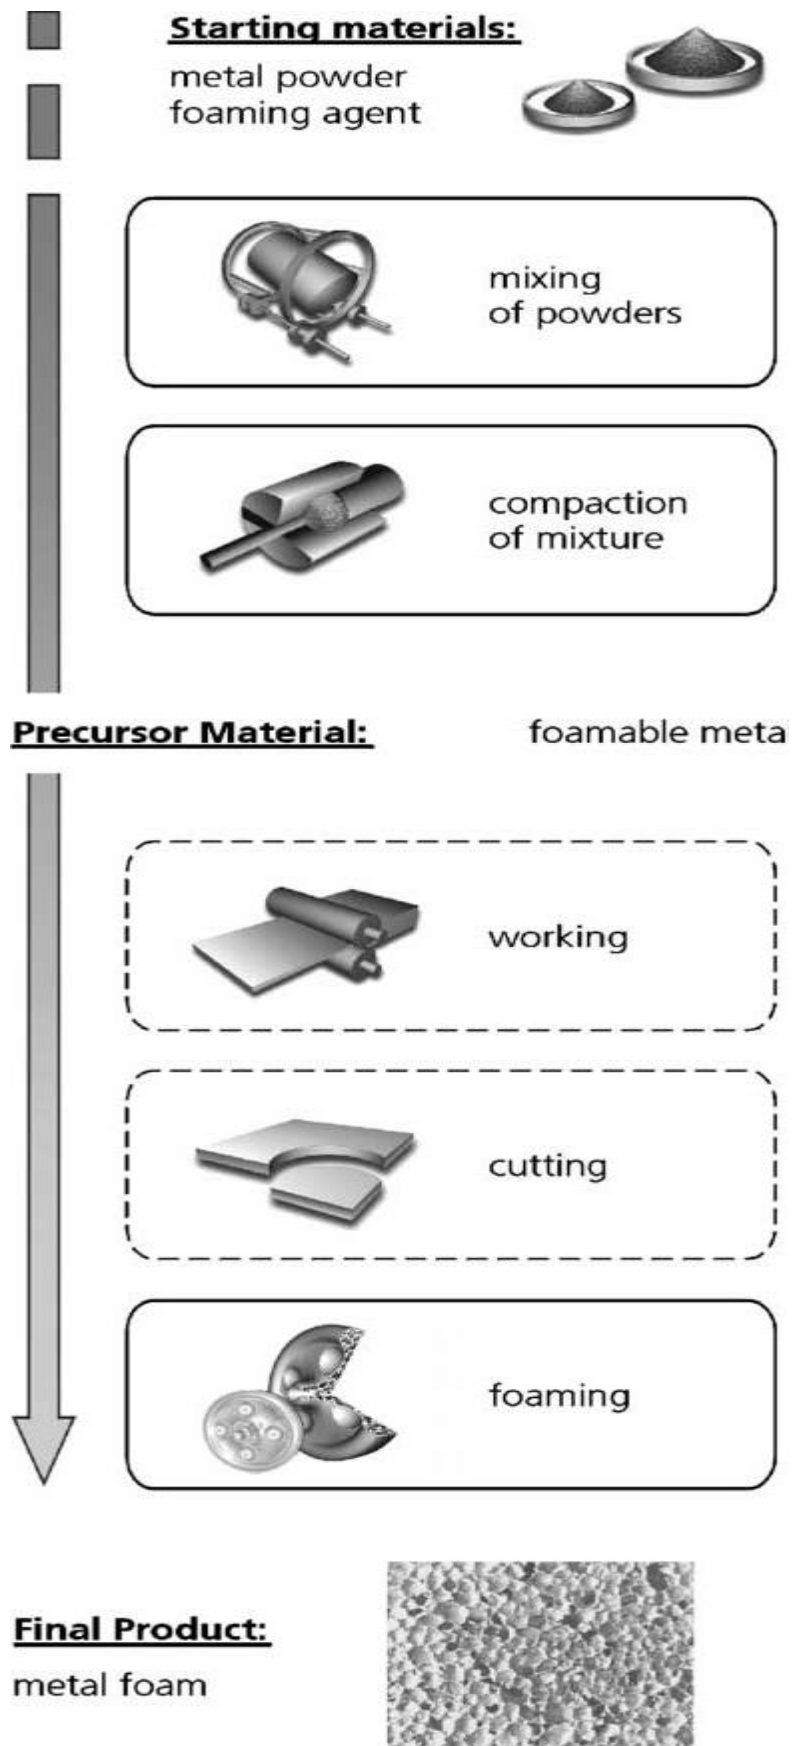 Starting materials:
metal powder
foaming agent
mixing
of powders
compaction
of mixture
Precursor Material: foamable meta
working
cutting
foaming
Final Product:
metal foam